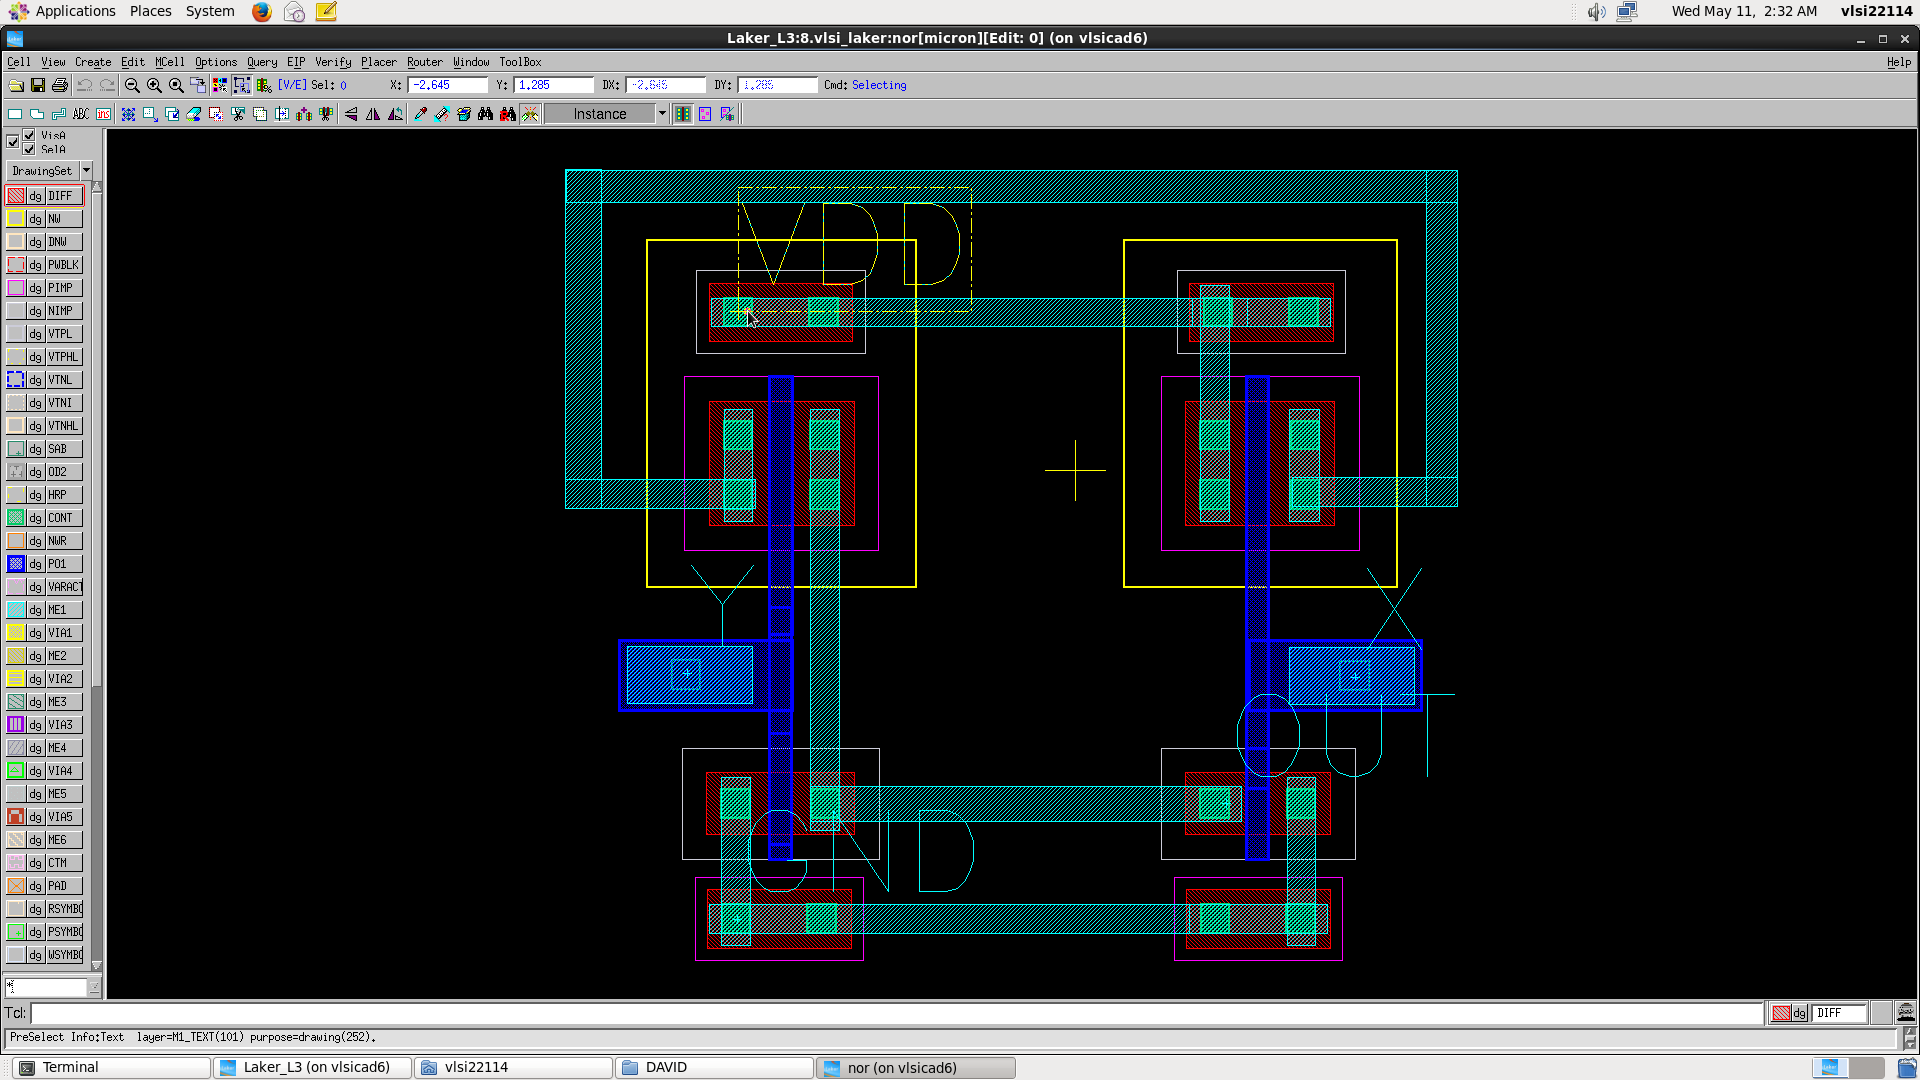 Applications Places System
Wed May 11, 2:32 AM vlsi22114
Laker_L3:8.vlsi_laker:nor[micron][Edit: 0] (on vlsicad6)
Cell View Create Edit MCell Options Query EIP Verify Placer Router Window ToolBox Help
[V/E] Sel: 0 X: -2.645 Y: 1.285 DX: -2.645 DY: 1.285 Cmd: Selecting
ABC ins Instance
VisA
SelA
DrawingSet
dg DIFF
dg NW
dg DNW
dg PWBLK
dg PIMP
dg NIMP
dg VTPL
dg VTPHL
dg VTNL
dg VTNI
dg VTNHL
dg SAB
dg OD2
dg HRP
dg CONT
dg NWR
dg PO1
dg VARACT
dg ME1
dg VIA1
dg ME2
dg VIA2
dg ME3
dg VIA3
dg ME4
dg VIA4
dg ME5
dg VIA5
dg ME6
dg CTM
dg PAD
dg RSYMBO
dg PSYMBO
dg WSYMBO
*
VDD
Y
X
OUT
GND
Tcl: dg DIFF
PreSelect Info:Text layer=M1_TEXT(101) purpose=drawing(252).
Terminal Laker_L3 (on vlsicad6) vlsi22114 DAVID nor (on vlsicad6)